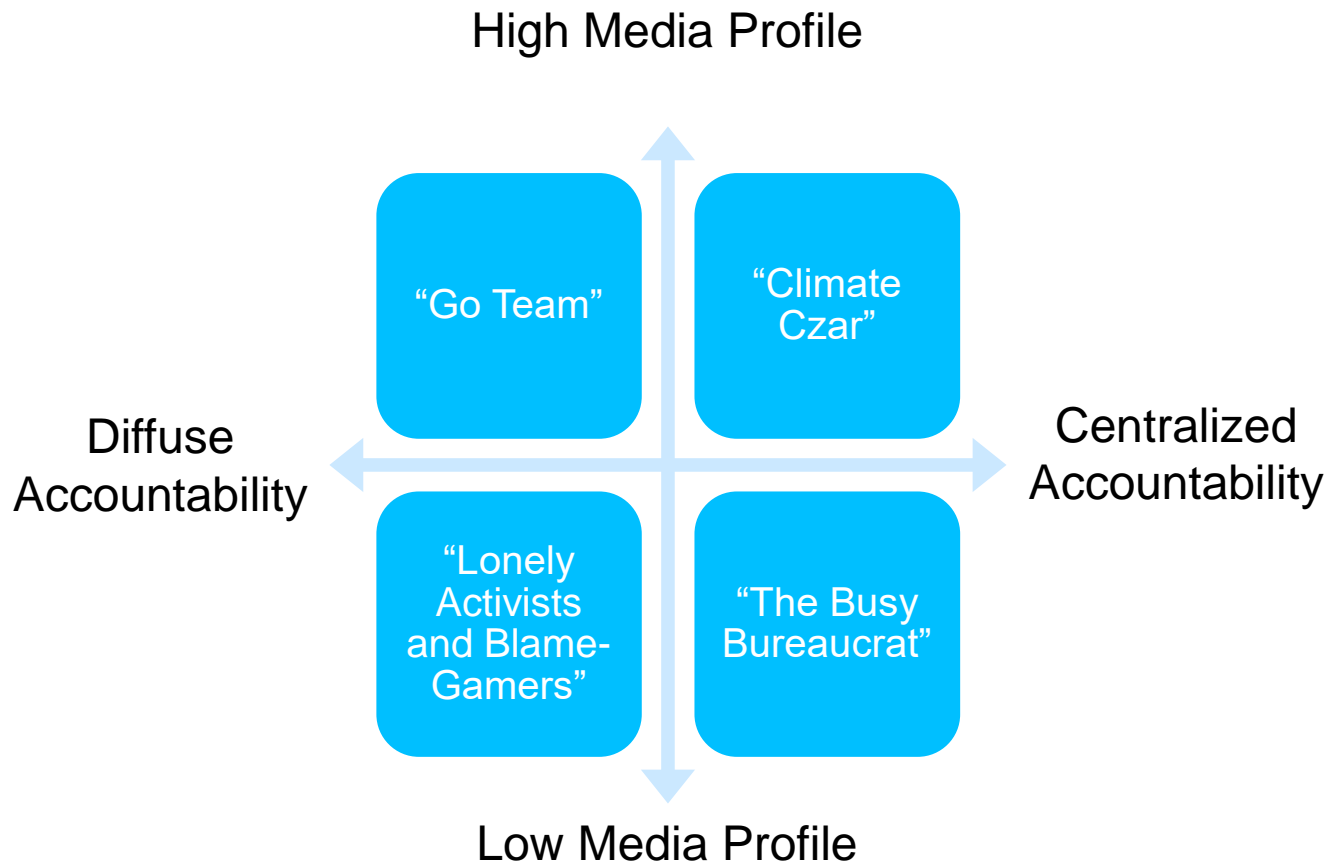 High Media Profile
“Go Team”
“Climate
Czar”
Diffuse
Accountability
Centralized
Accountability
“Lonely
Activists
and Blame-
Gamers”
“The Busy
Bureaucrat”
Low Media Profile